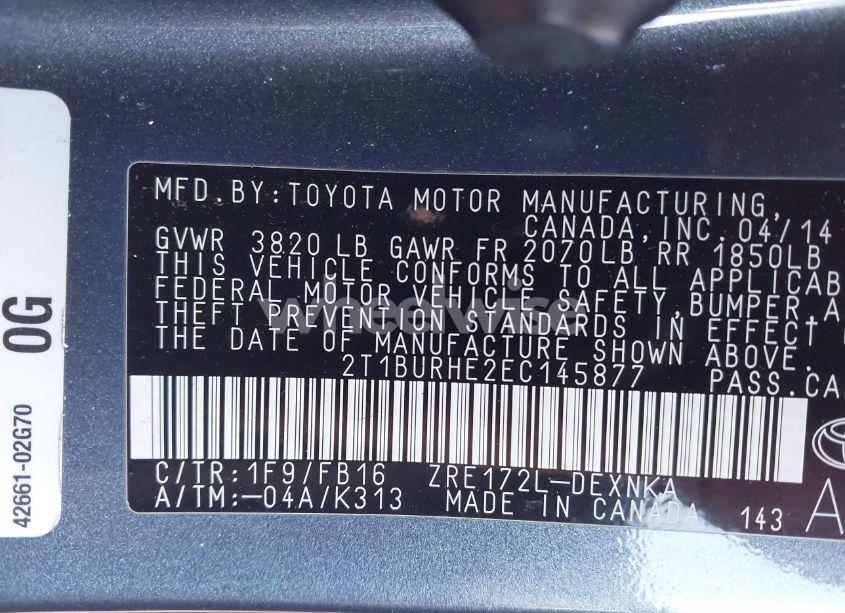 MFD.BY:TOYOTA MOTOR MANUFACTURING,
CANADA, INC. 04/14
GVWR 3820 LB GAWR FR 2070LB RR 1850LB
THIS VEHICLE CONFORMS TO ALL APPLICAB
FEDERAL MOTOR VEHICLE SAFETY, BUMPER, A
THEFT PREVENTION STANDARDS IN EFFECT
THE DATE OF MANUFACTURE SHOWN ABOVE.
2T1BURHE2EC145877 PASS.CA
C/TR:1F9/FB16 ZRE172L-DEXNKA
A/TM:-04A/K313 MADE IN CANADA 143 A
0G
42661-02G70
wheelwise